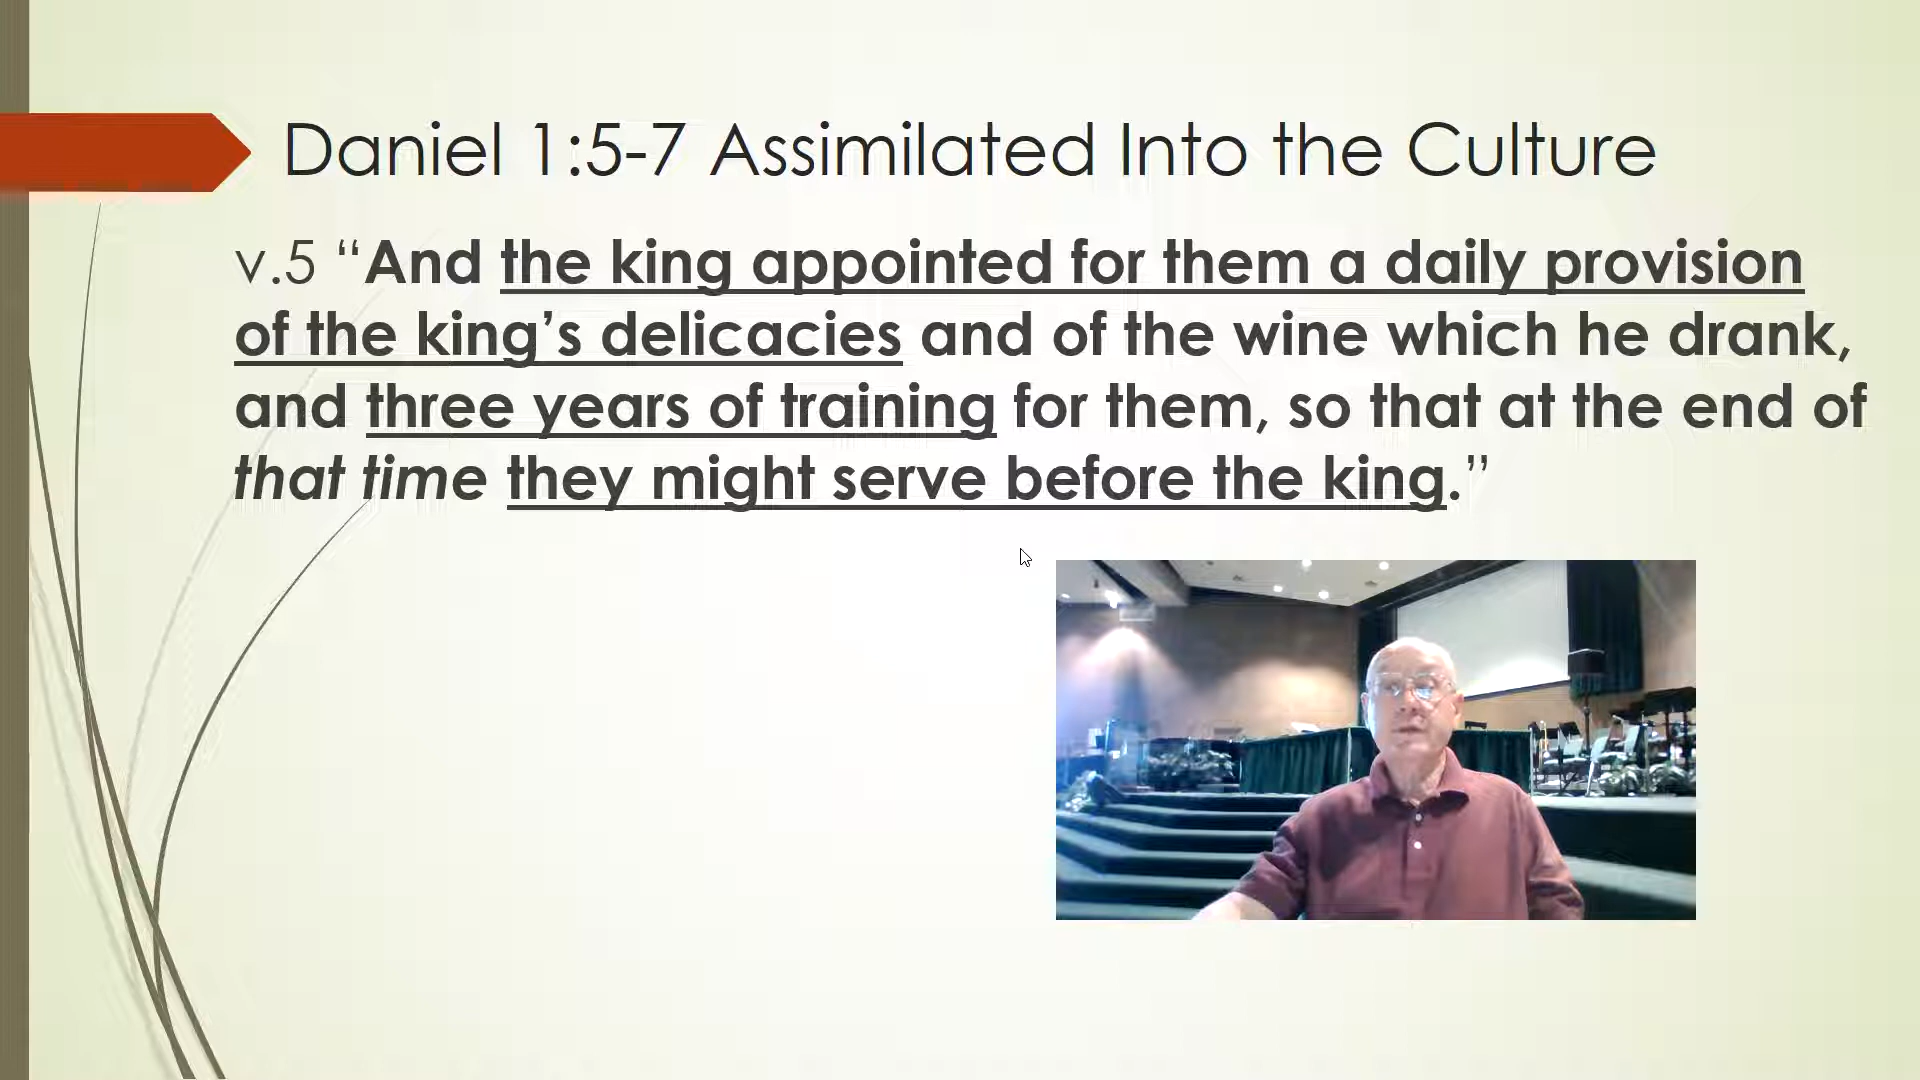 Daniel 1:5-7 Assimilated Into the Culture
v.5 “And the king appointed for them a daily provision
of the king’s delicacies and of the wine which he drank,
and three years of training for them, so that at the end of
that time they might serve before the king.”